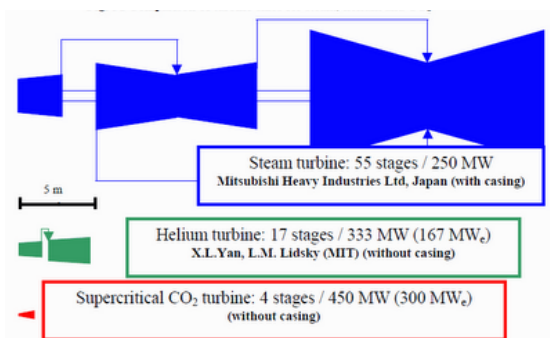 Steam turbine: 55 stages / 250 MW
Mitsubishi Heavy Industries Ltd, Japan (with casing)
5 m
Helium turbine: 17 stages / 333 MW (167 MWe)
X.L.Yan, L.M. Lidsky (MIT) (without casing)
Supercritical CO2 turbine: 4 stages / 450 MW (300 MWe)
(without casing)